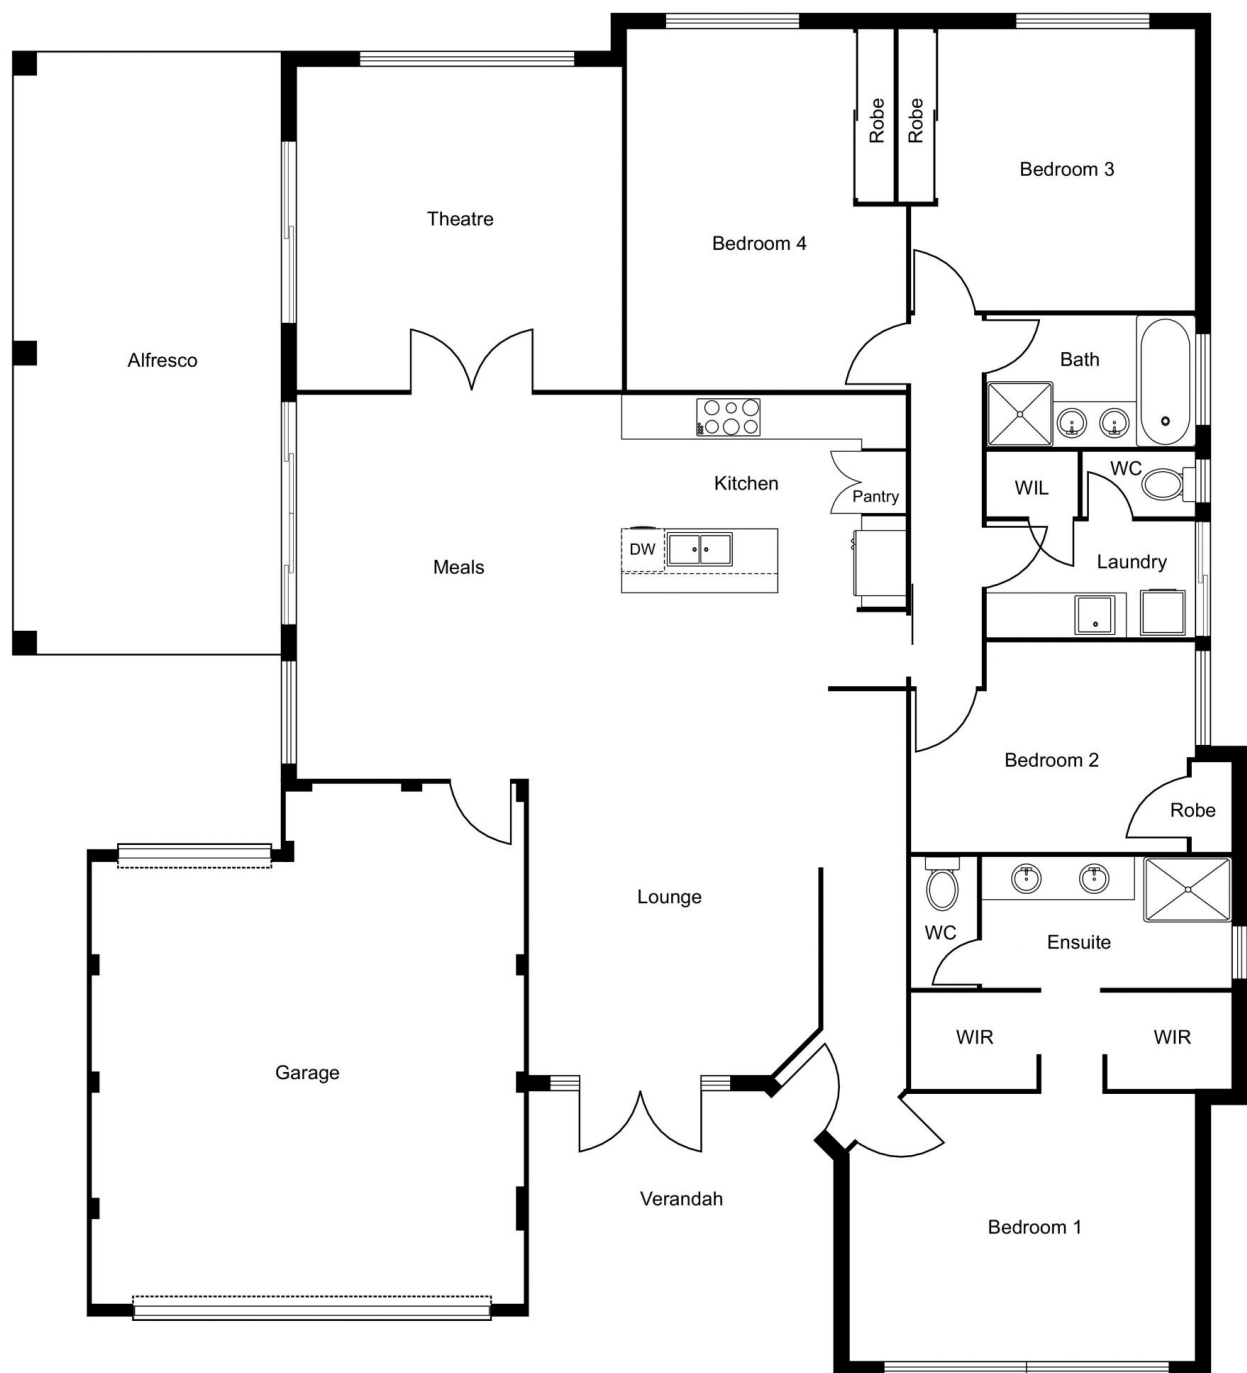 Robe
Robe
Bedroom 3
Theatre
Bedroom 4
Alfresco
Bath
WC
Kitchen
WIL
Pantry
DW
Meals
Laundry
Bedroom 2
Robe
Lounge
WC
Ensuite
WIR
WIR
Garage
Verandah
Bedroom 1